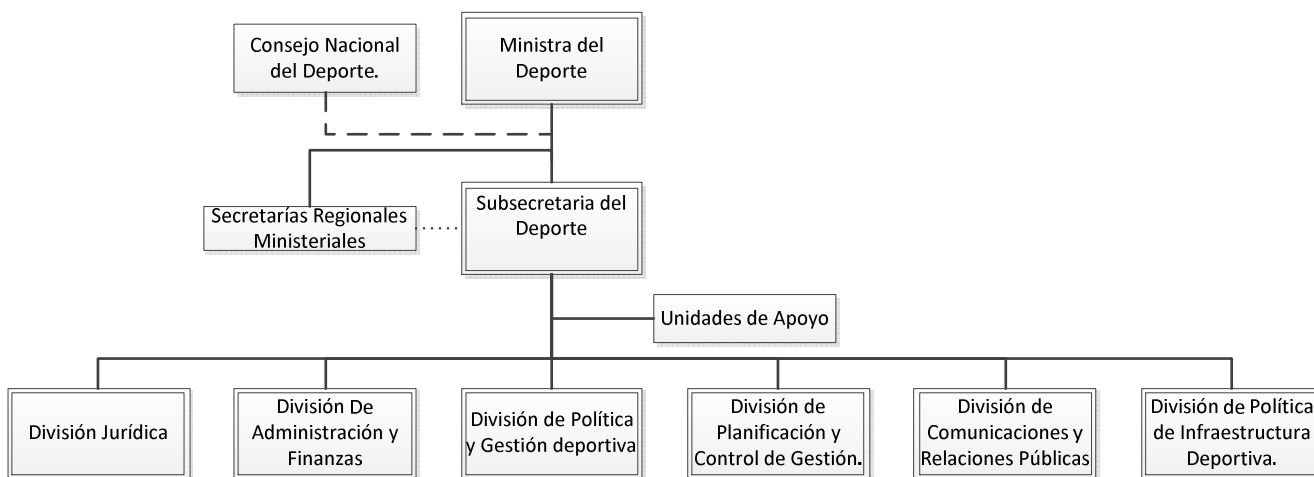 Consejo Nacional
del Deporte.
Ministra del
Deporte
Secretarías Regionales
Ministeriales
Subsecretaria del
Deporte
Unidades de Apoyo
División Jurídica
División De
Administración y
Finanzas
División de Política
y Gestión deportiva
División de
Planificación y
Control de Gestión.
División de
Comunicaciones y
Relaciones Públicas
División de Política
de Infraestructura
Deportiva.